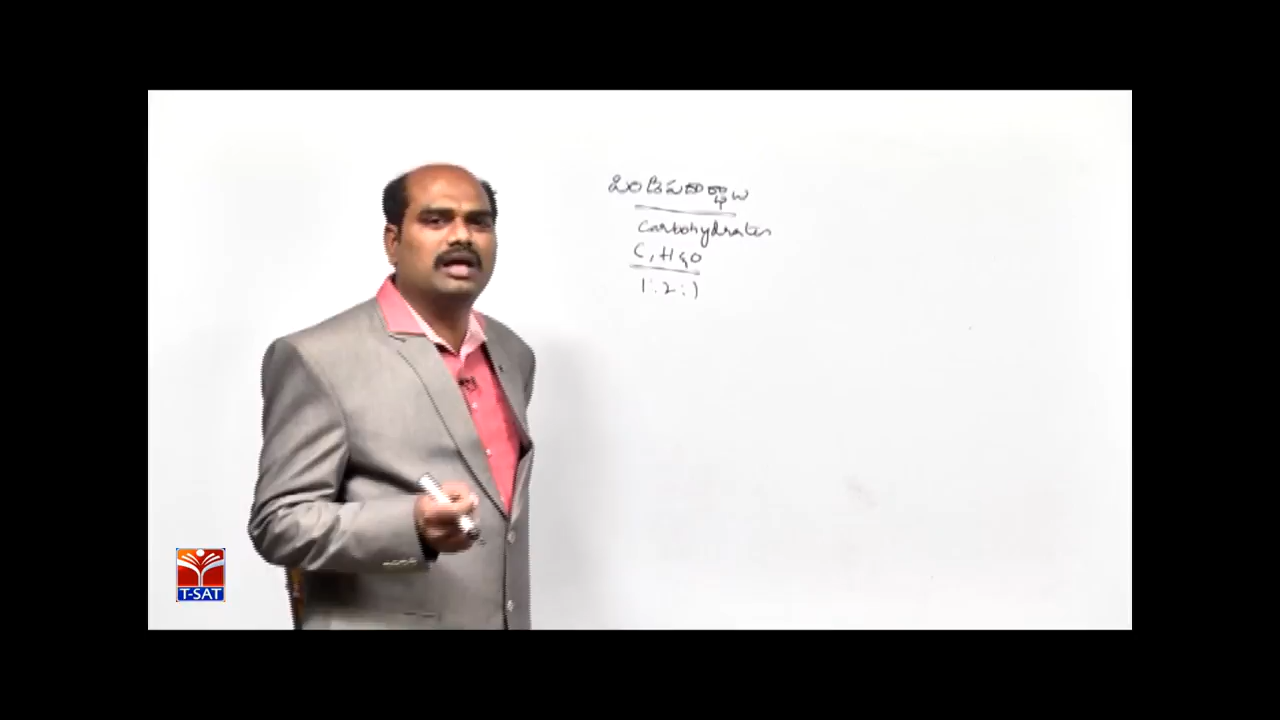 పిండిపదార్థాలు
Carbohydrates
C, H & O
1:2:1
T-SAT